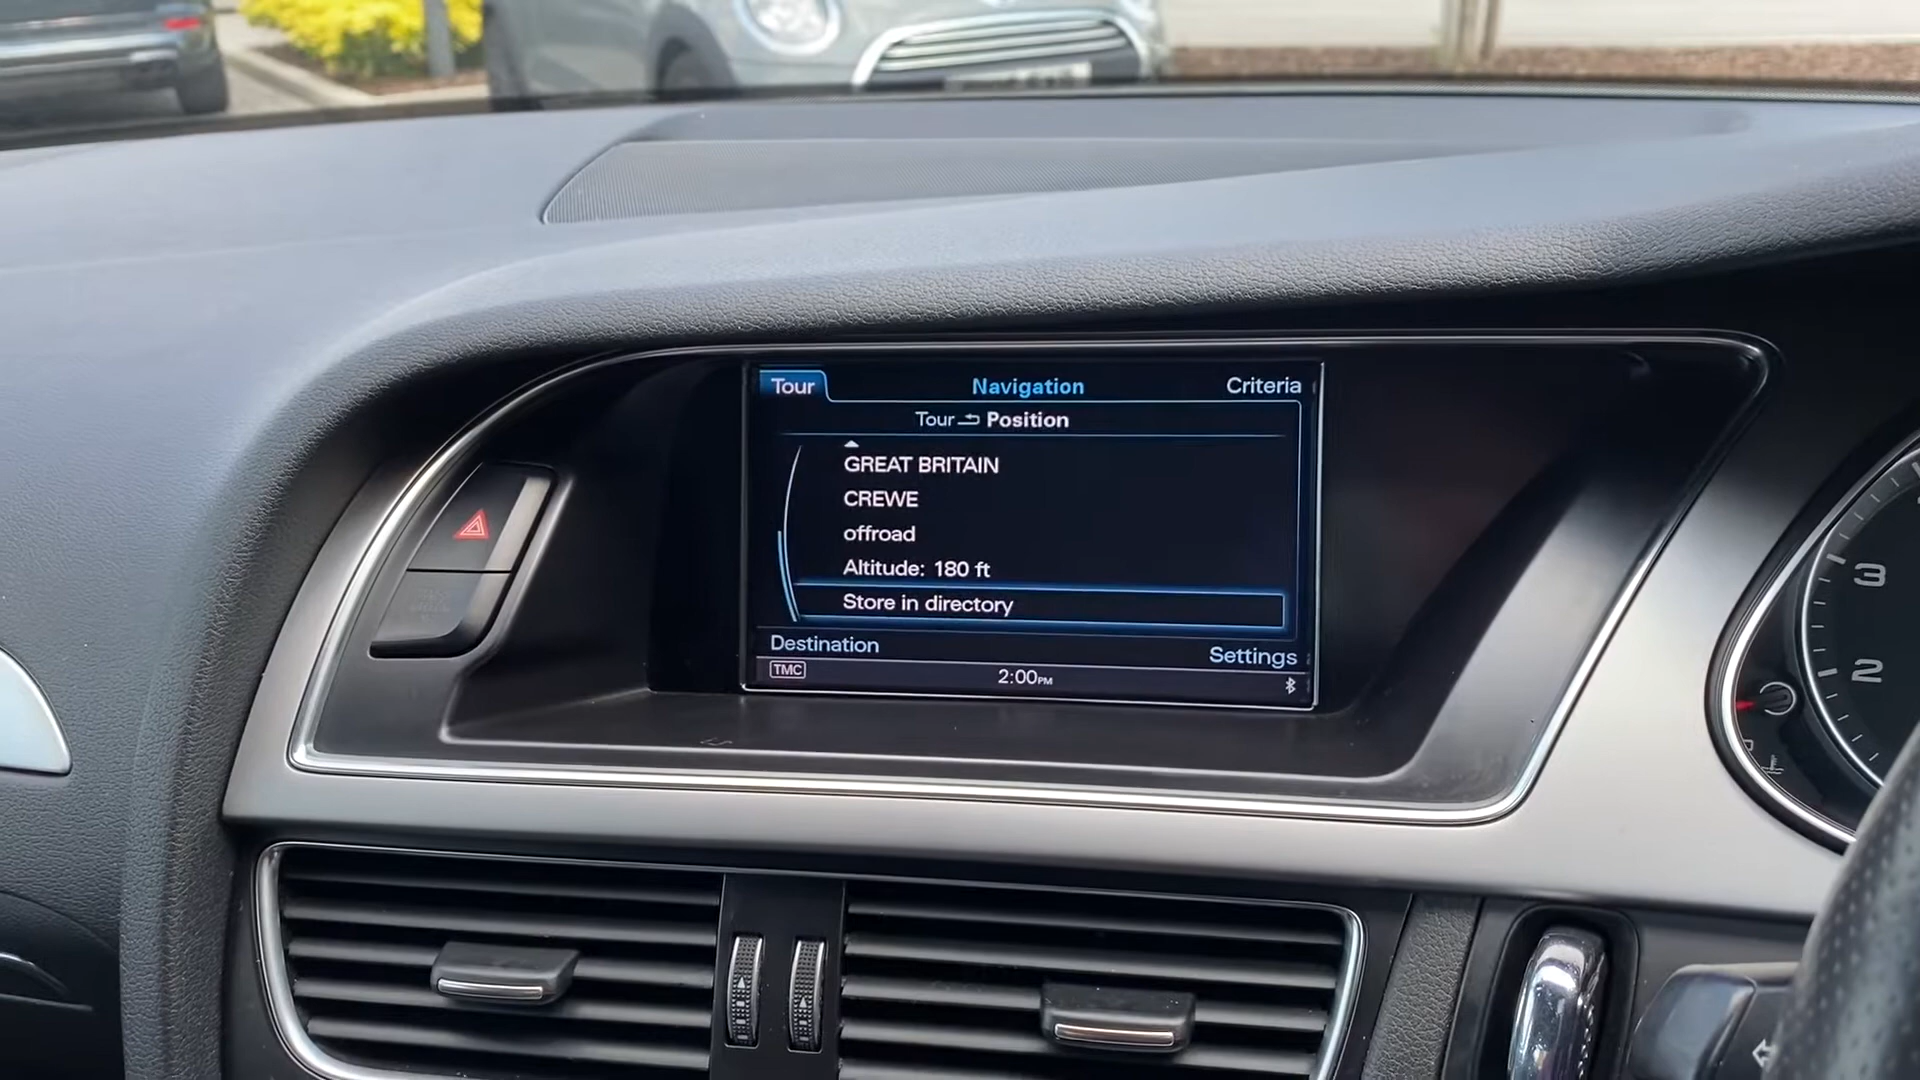 Tour Navigation Criteria
Tour Position
GREAT BRITAIN
CREWE
offroad
Altitude: 180 ft
Store in directory
Destination
Settings
TMC
2:00PM
3
2